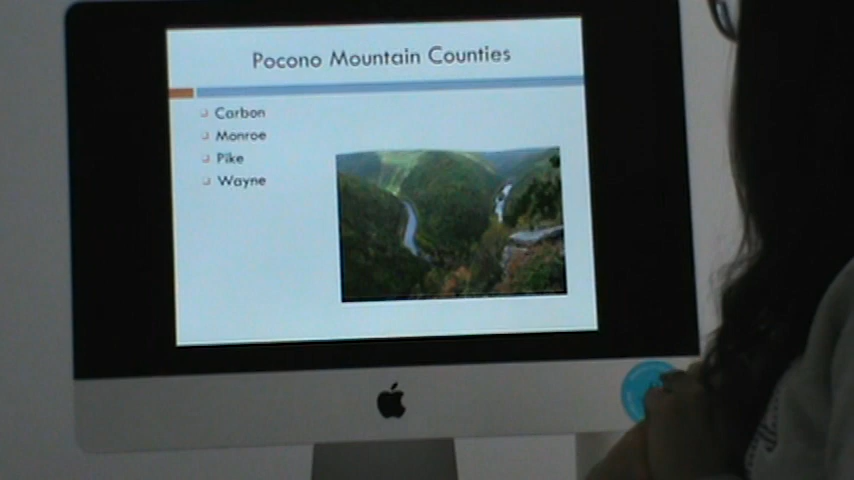 Pocono Mountain Counties
Carbon
Monroe
Pike
Wayne